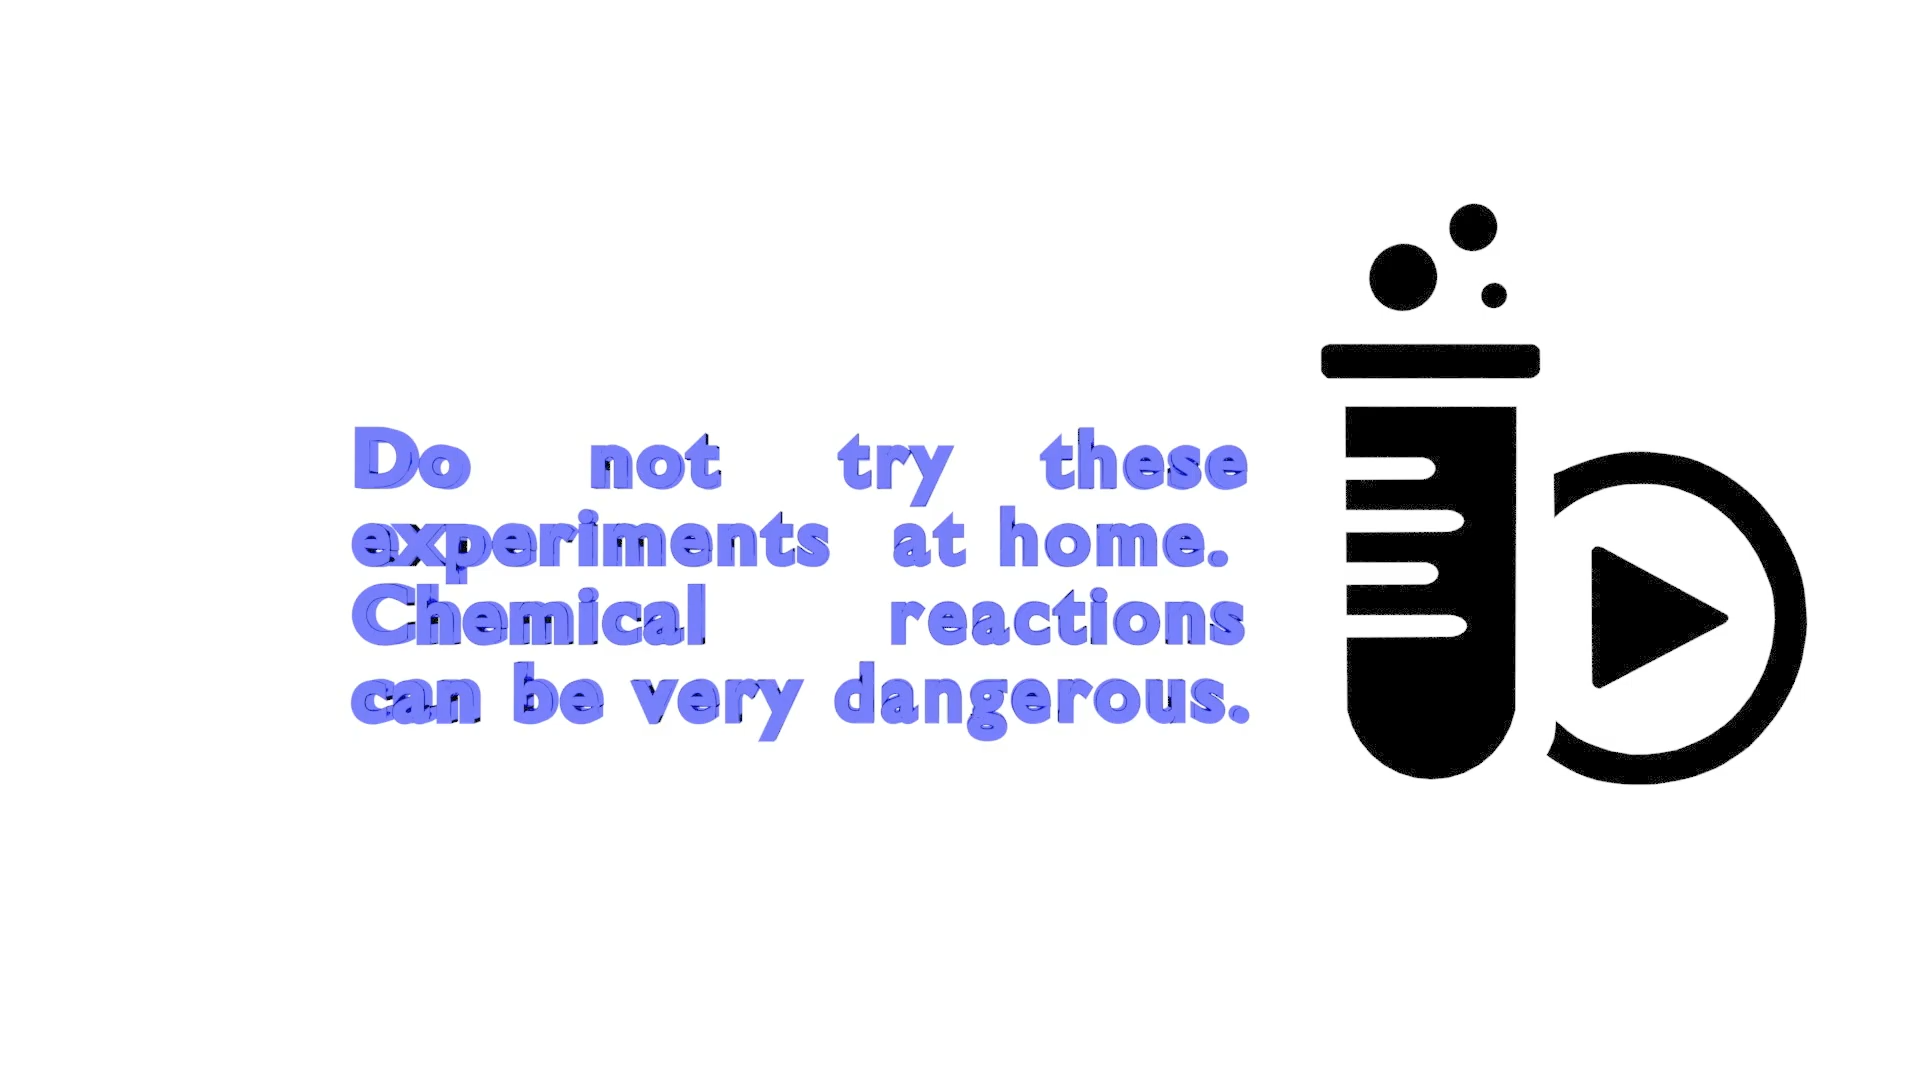 Do not try these
experiments at home.
Chemical reactions
can be very dangerous.